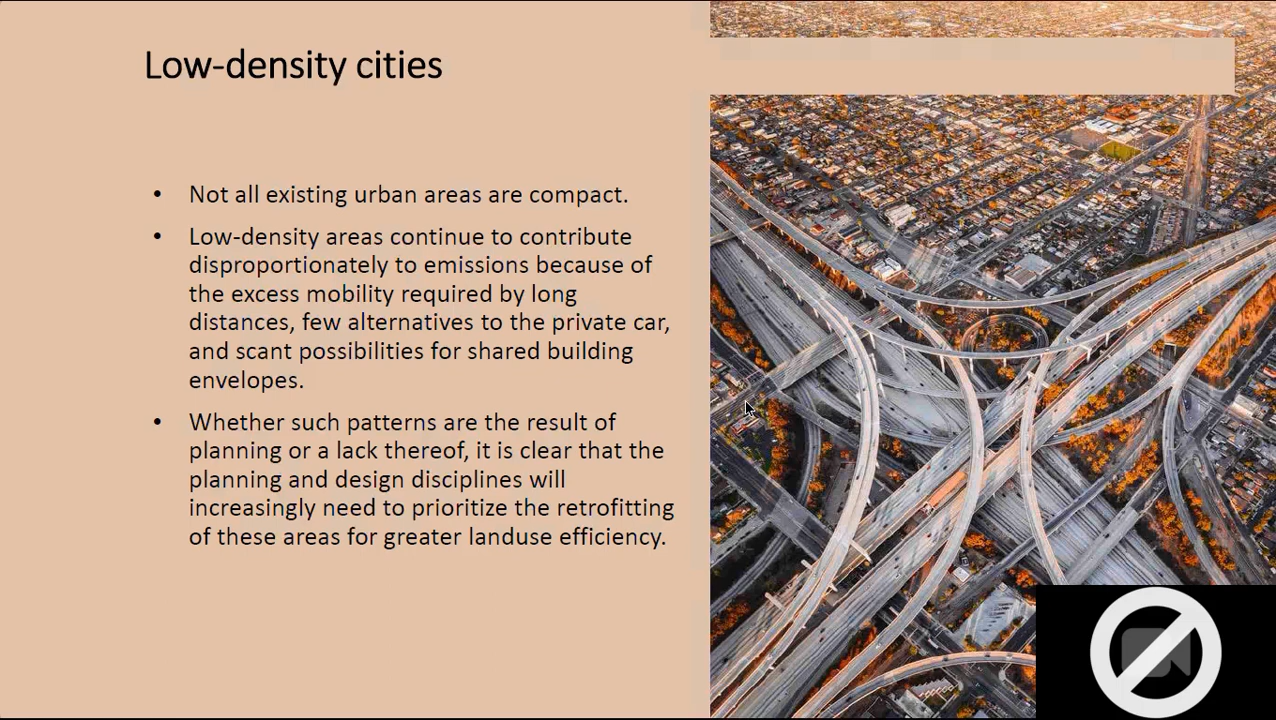 Low-density cities
• Not all existing urban areas are compact.
• Low-density areas continue to contribute
disproportionately to emissions because of
the excess mobility required by long
distances, few alternatives to the private car,
and scant possibilities for shared building
envelopes.
• Whether such patterns are the result of
planning or a lack thereof, it is clear that the
planning and design disciplines will
increasingly need to prioritize the retrofitting
of these areas for greater landuse efficiency.